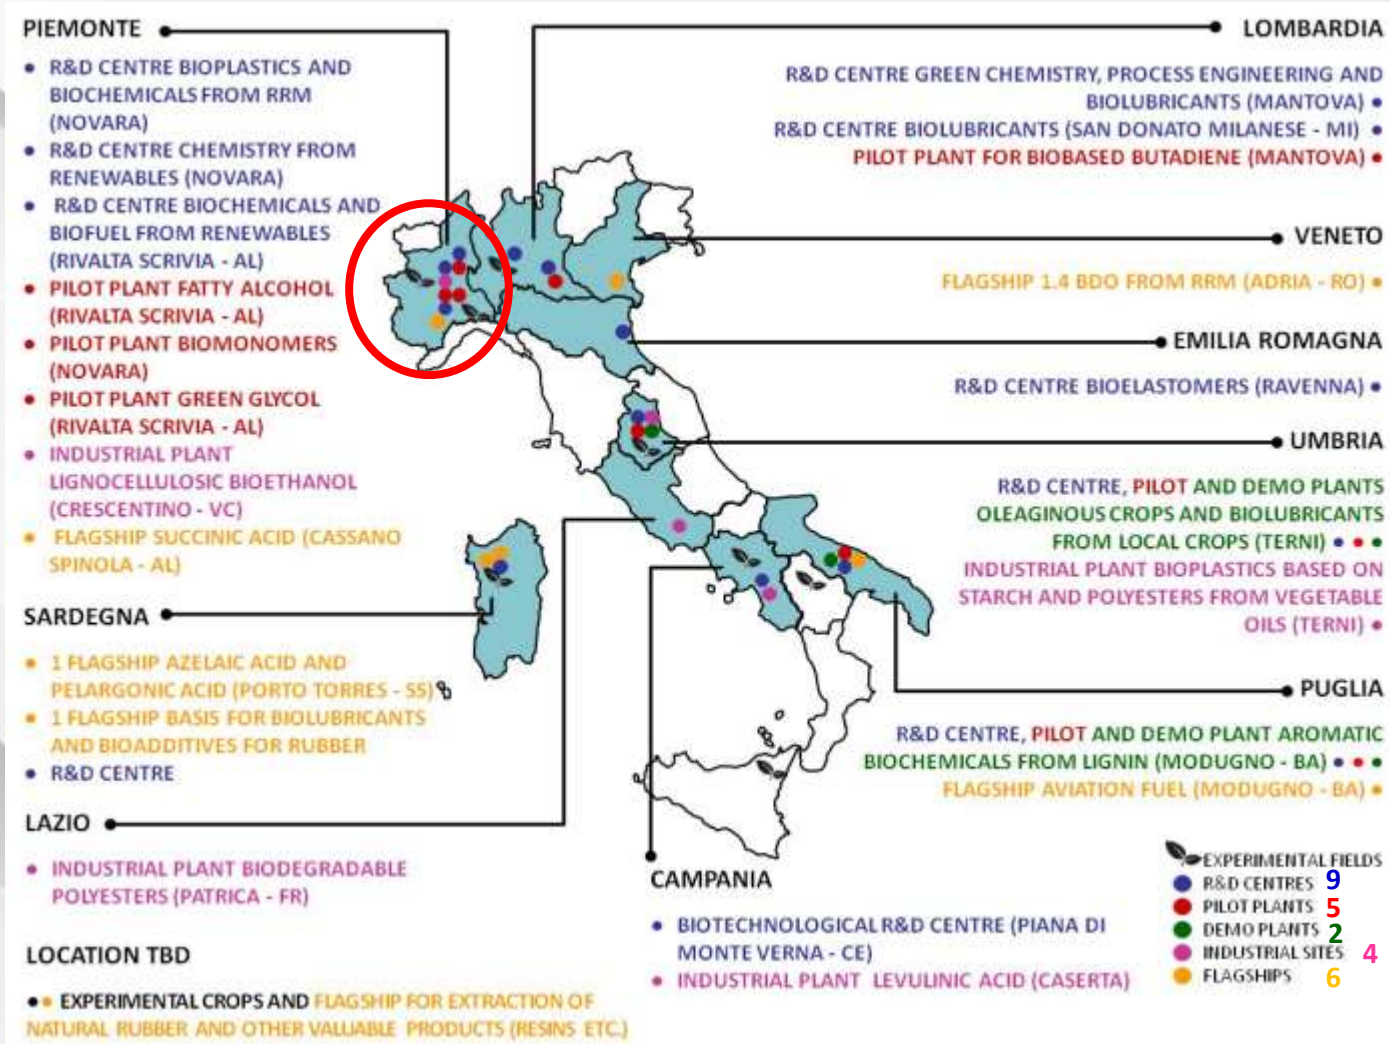 PIEMONTE
• R&D CENTRE BIOPLASTICS AND
BIOCHEMICALS FROM RRM
(NOVARA)
• R&D CENTRE CHEMISTRY FROM
RENEWABLES (NOVARA)
• R&D CENTRE BIOCHEMICALS AND
BIOFUEL FROM RENEWABLES
(RIVALTA SCRIVIA - AL)
• PILOT PLANT FATTY ALCOHOL
(RIVALTA SCRIVIA - AL)
• PILOT PLANT BIOMONOMERS
(NOVARA)
• PILOT PLANT GREEN GLYCOL
(RIVALTA SCRIVIA - AL)
• INDUSTRIAL PLANT
LIGNOCELLULOSIC BIOETHANOL
(CRESCENTINO - VC)
• FLAGSHIP SUCCINIC ACID (CASSANO
SPINOLA - AL)
SARDEGNA
• 1 FLAGSHIP AZELAIC ACID AND
PELARGONIC ACID (PORTO TORRES - SS)
• 1 FLAGSHIP BASIS FOR BIOLUBRICANTS
AND BIOADDITIVES FOR RUBBER
• R&D CENTRE
LAZIO
• INDUSTRIAL PLANT BIODEGRADABLE
POLYESTERS (PATRICA - FR)
LOCATION TBD
•• EXPERIMENTAL CROPS AND FLAGSHIP FOR EXTRACTION OF
NATURAL RUBBER AND OTHER VALUABLE PRODUCTS (RESINS ETC.)
LOMBARDIA
R&D CENTRE GREEN CHEMISTRY, PROCESS ENGINEERING AND
BIOLUBRICANTS (MANTOVA) •
R&D CENTRE BIOLUBRICANTS (SAN DONATO MILANESE - MI) •
PILOT PLANT FOR BIOBASED BUTADIENE (MANTOVA) •
VENETO
FLAGSHIP 1.4 BDO FROM RRM (ADRIA - RO) •
EMILIA ROMAGNA
R&D CENTRE BIOELASTOMERS (RAVENNA) •
UMBRIA
R&D CENTRE, PILOT AND DEMO PLANTS
OLEAGINOUS CROPS AND BIOLUBRICANTS
FROM LOCAL CROPS (TERNI) • • •
INDUSTRIAL PLANT BIOPLASTICS BASED ON
STARCH AND POLYESTERS FROM VEGETABLE
OILS (TERNI) •
PUGLIA
R&D CENTRE, PILOT AND DEMO PLANT AROMATIC
BIOCHEMICALS FROM LIGNIN (MODUGNO - BA) • • •
FLAGSHIP AVIATION FUEL (MODUGNO - BA) •
CAMPANIA
• BIOTECHNOLOGICAL R&D CENTRE (PIANA DI
MONTE VERNA - CE)
• INDUSTRIAL PLANT LEVULINIC ACID (CASERTA)
EXPERIMENTAL FIELDS
R&D CENTRES 9
PILOT PLANTS 5
DEMO PLANTS 2
INDUSTRIAL SITES 4
FLAGSHIPS 6